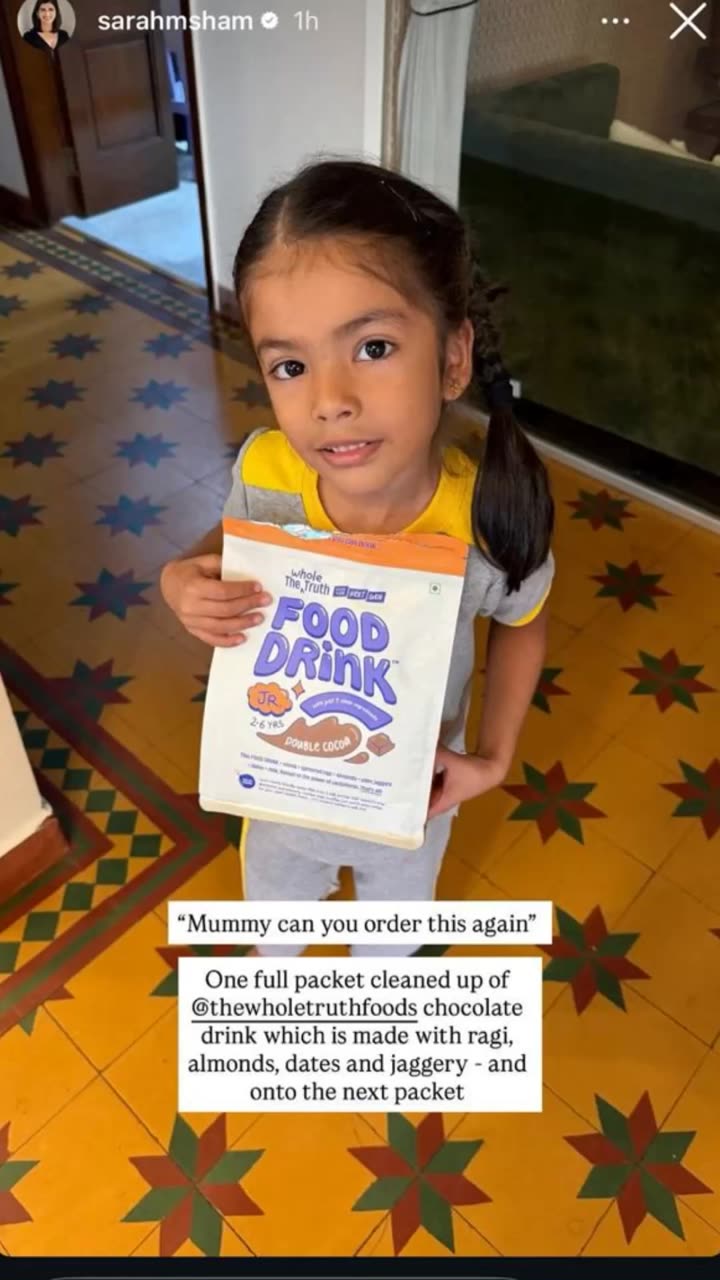 sarahmsham 1h
The whole Truth
FOOD
DRiNK™
JR
2-6 YRS
DOUBLE COCOA
“Mummy can you order this again”
One full packet cleaned up of
@thewholetruthfoods chocolate
drink which is made with ragi,
almonds, dates and jaggery - and
onto the next packet